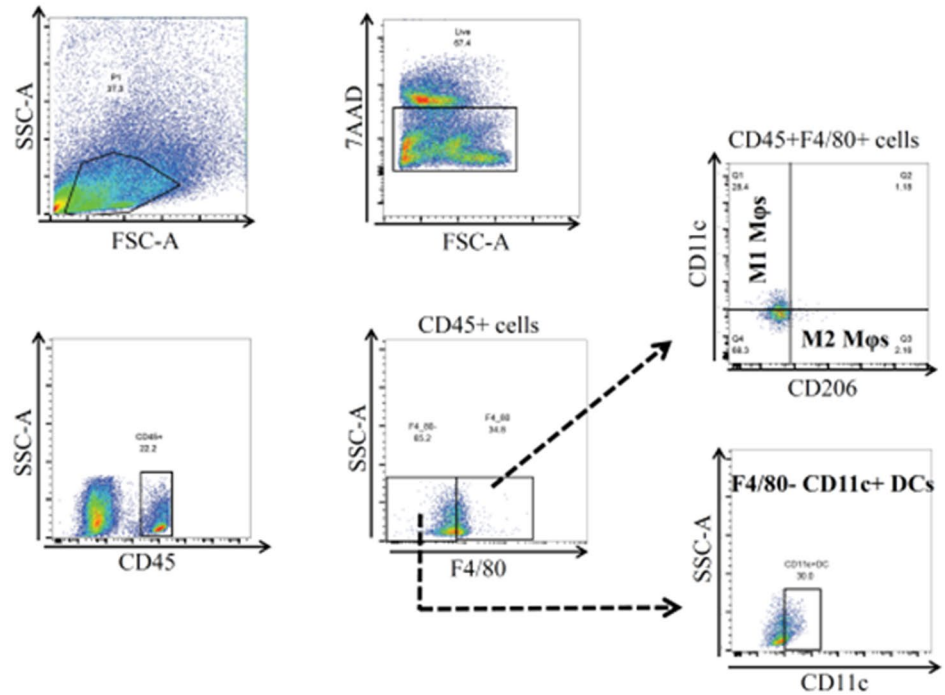 SSC-A
P1
37.3
FSC-A
7AAD
Live
67.4
FSC-A
SSC-A
CD45+
22.2
CD45
CD45+ cells
SSC-A
F4_80-
65.2
F4_80
34.8
F4/80
CD45+F4/80+ cells
CD11c
Q1
28.4
Q2
1.18
M1 Mφs
M2 Mφs
Q4
68.3
Q3
2.16
CD206
F4/80- CD11c+ DCs
SSC-A
CD11c+DC
30.0
CD11c